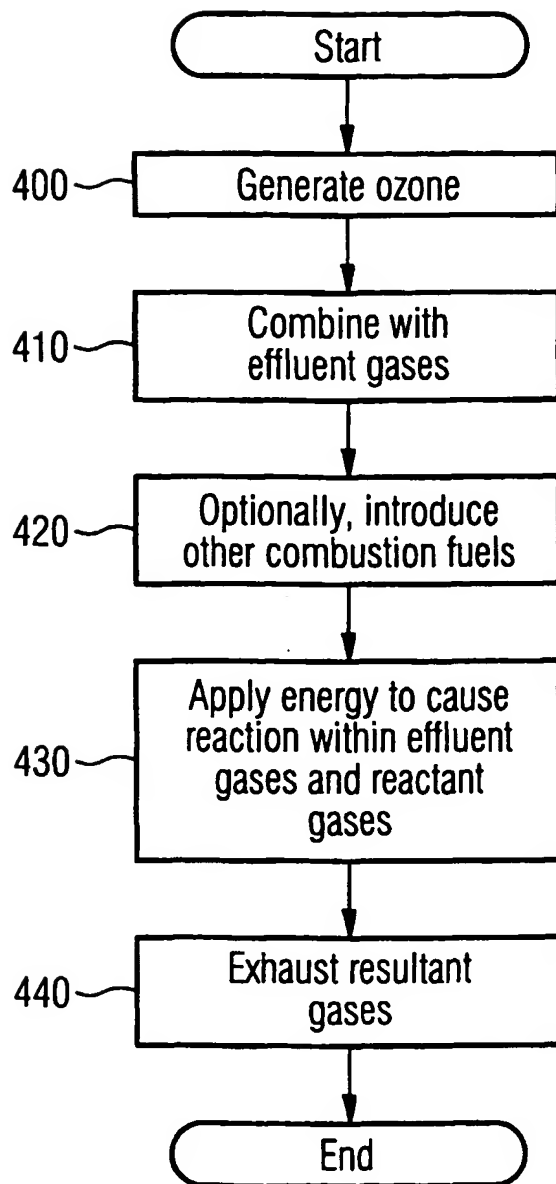 Start
400
Generate ozone
410
Combine with
effluent gases
420
Optionally, introduce
other combustion fuels
430
Apply energy to cause
reaction within effluent
gases and reactant
gases
440
Exhaust resultant
gases
End